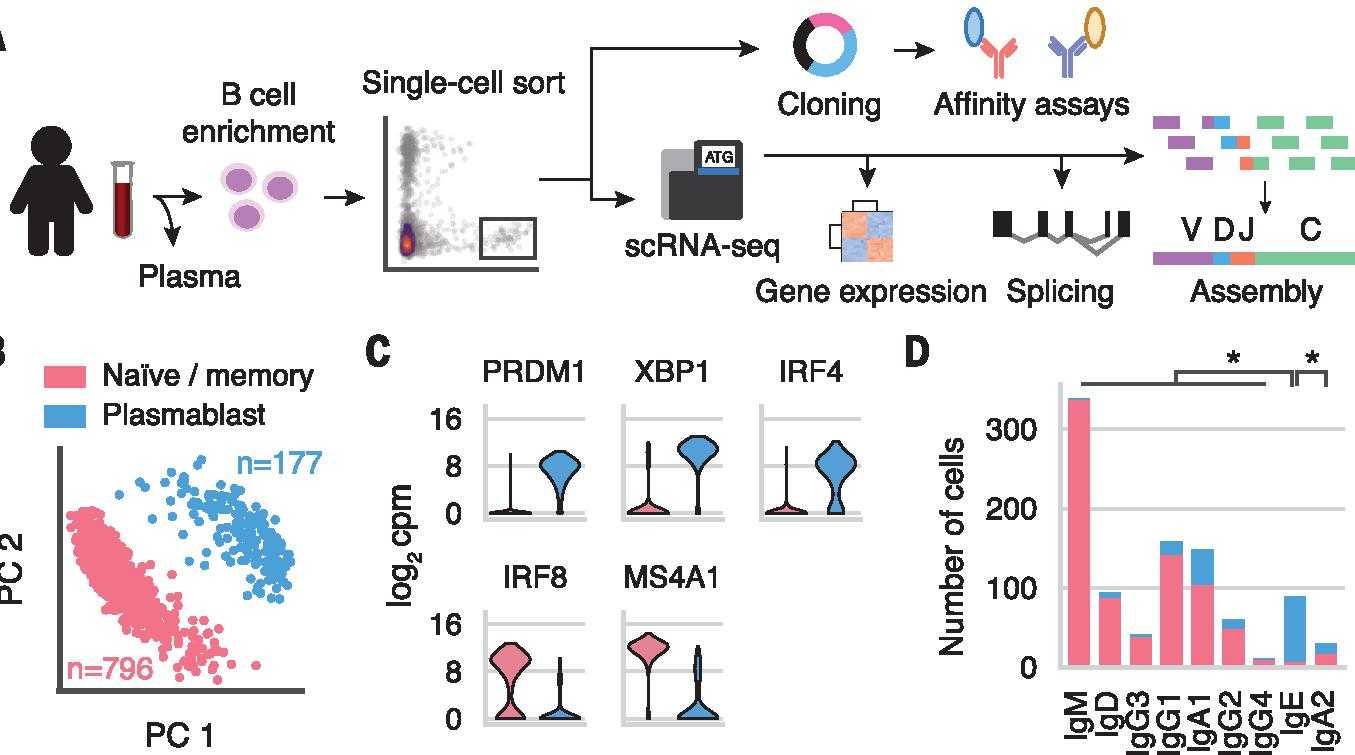 Single-cell sort
B cell
enrichment
Plasma
Cloning
Affinity assays
ATG
scRNA-seq
Gene expression
Splicing
V D J C
Assembly
Naïve / memory
Plasmablast
n=177
n=796
PC 2
PC 1
C
PRDM1 XBP1 IRF4
16
8
0
log2 cpm
IRF8 MS4A1
16
8
0
D
* *
Number of cells
300
200
100
0
IgM
IgD
IgG3
IgG1
IgA1
IgG2
IgG4
IgE
IgA2